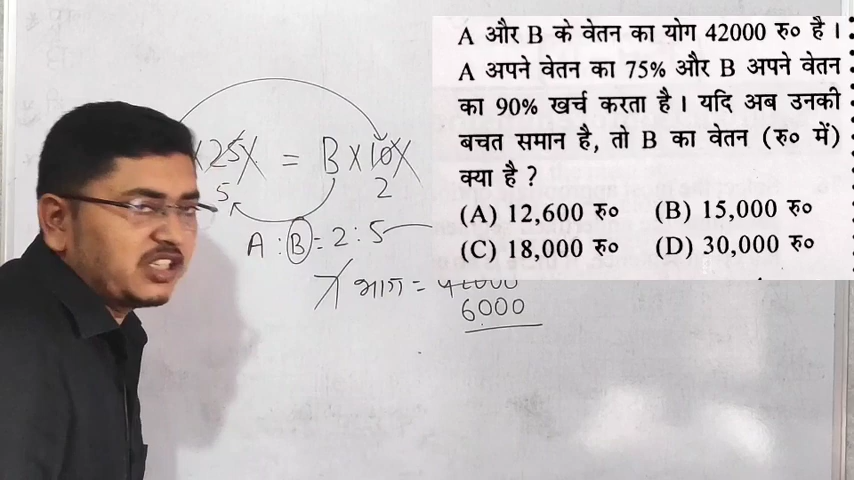 A और B के वेतन का योग 42000 रु० है ।
A अपने वेतन का 75% और B अपने वेतन
का 90% खर्च करता है । यदि अब उनकी
बचत समान है, तो B का वेतन (रु० में)
क्या है ?
(A) 12,600 रु० (B) 15,000 रु०
(C) 18,000 रु० (D) 30,000 रु०
X 25% = B X 10%
5 2
A : B = 2 : 5
7 भाग = 42000
6000